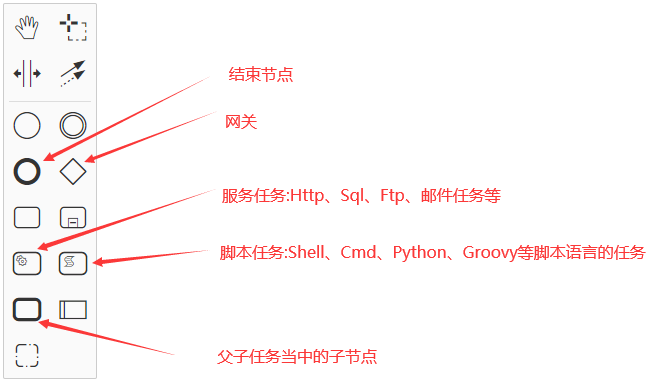 结束节点
网关
服务任务:Http、Sql、Ftp、邮件任务等
脚本任务:Shell、Cmd、Python、Groovy等脚本语言的任务
父子任务当中的子节点